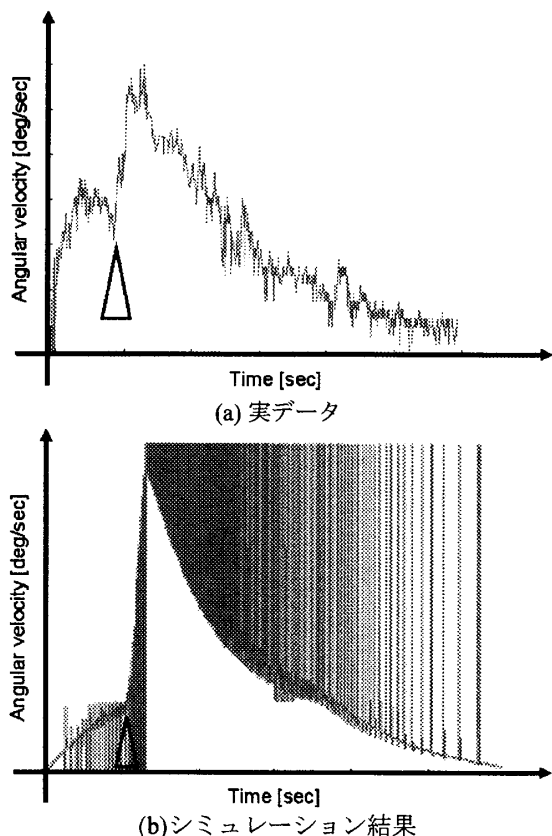 Angular velocity [deg/sec]
Time [sec]
(a) 実データ
Angular velocity [deg/sec]
Time [sec]
(b)シミュレーション結果